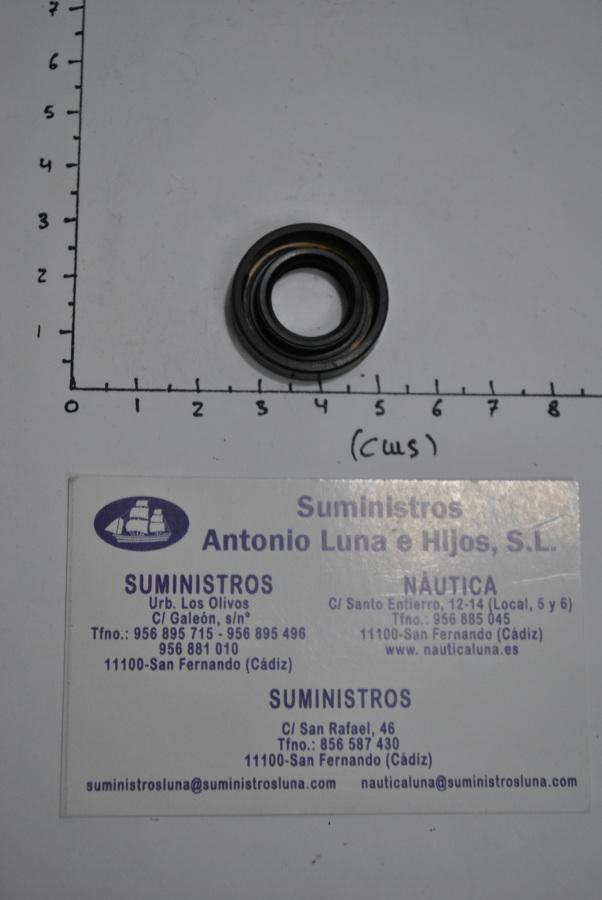 7
6
5
4
3
2
1
0 1 2 3 4 5 6 7 8
(cms)
Suministros
Antonio Luna e Hijos, S.L.
SUMINISTROS
Urb. Los Olivos
C/ Galeón, s/nº
Tfno.: 956 895 715 - 956 895 496
956 881 010
11100-San Fernando (Cádiz)
NÁUTICA
C/ Santo Entierro, 12-14 (Local, 5 y 6)
Tfno.: 956 885 045
11100-San Fernando (Cádiz)
www. nauticaluna.es
SUMINISTROS
C/ San Rafael, 46
Tfno.: 856 587 430
11100-San Fernando (Cádiz)
suministrosluna@suministrosluna.com nauticaluna@suministrosluna.com